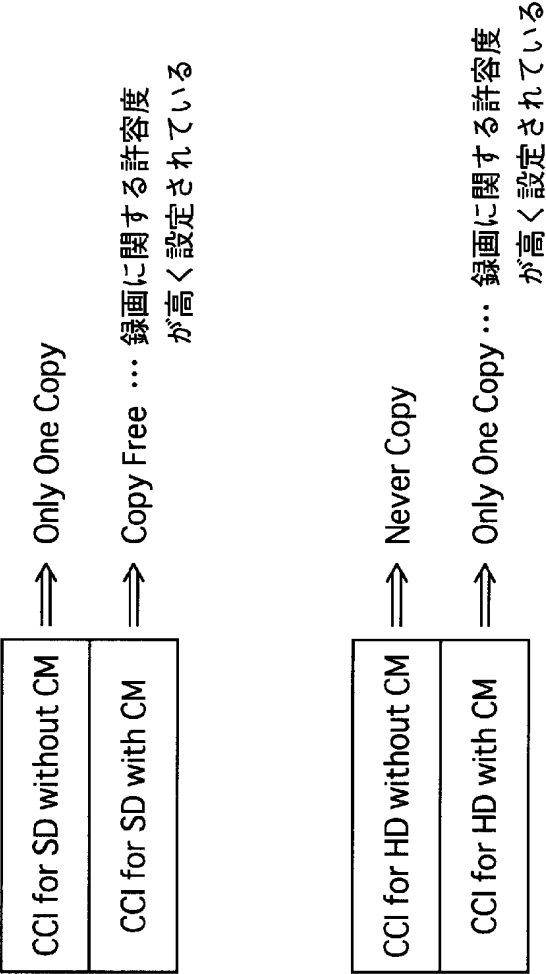 CCI for SD without CM ⇒ Only One Copy
CCI for SD with CM ⇒ Copy Free … 録画に関する許容度
が高く設定されている
CCI for HD without CM ⇒ Never Copy
CCI for HD with CM ⇒ Only One Copy … 録画に関する許容度
が高く設定されている